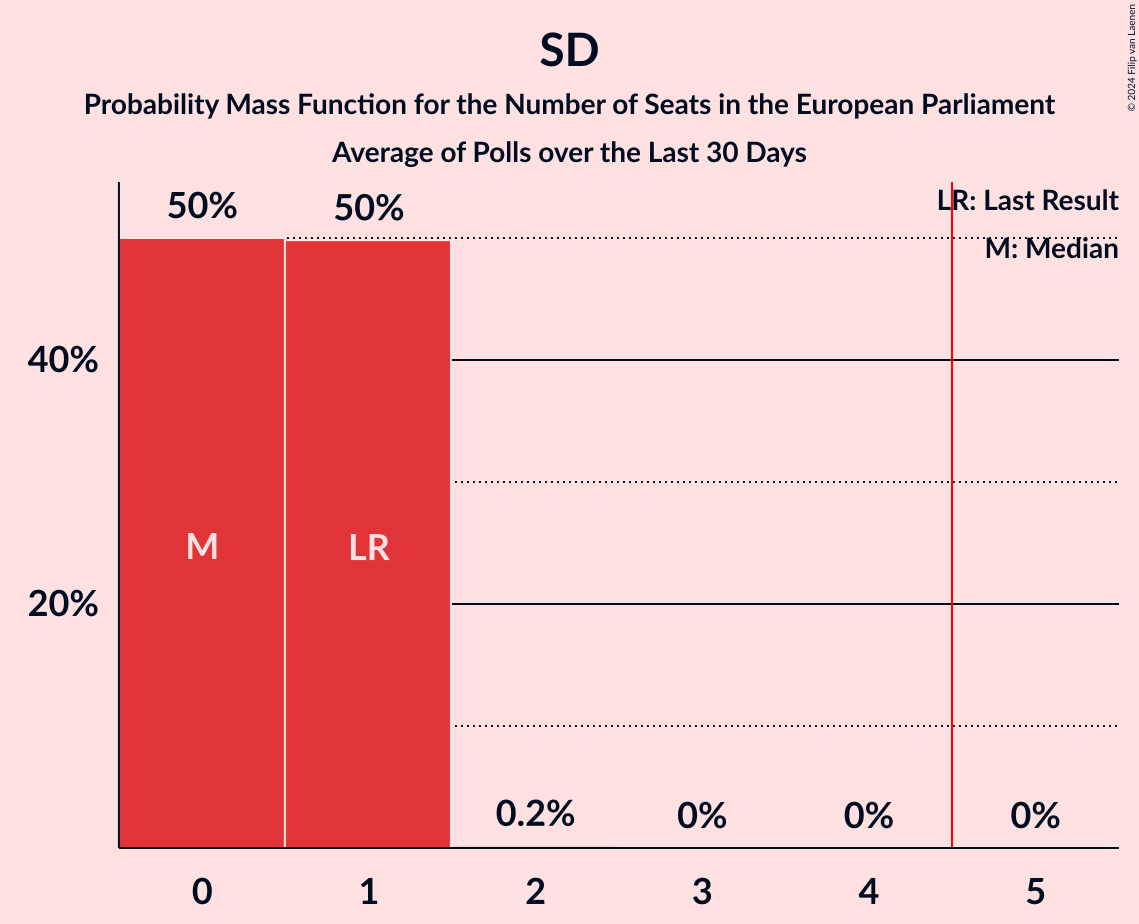 SD
Probability Mass Function for the Number of Seats in the European Parliament
Average of Polls over the Last 30 Days
© 2024 Filip van Laenen
LR: Last Result
M: Median
50%
50%
40%
20%
M
LR
0.2%
0%
0%
0%
0
1
2
3
4
5